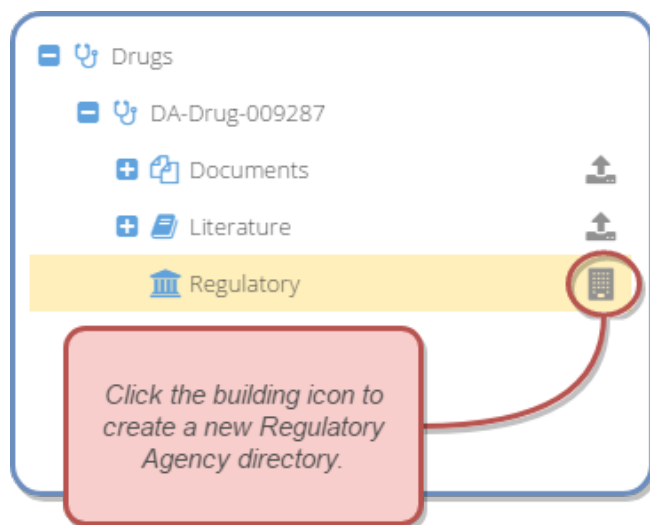 Drugs
DA-Drug-009287
Documents
Literature
Regulatory
Click the building icon to
create a new Regulatory
Agency directory.